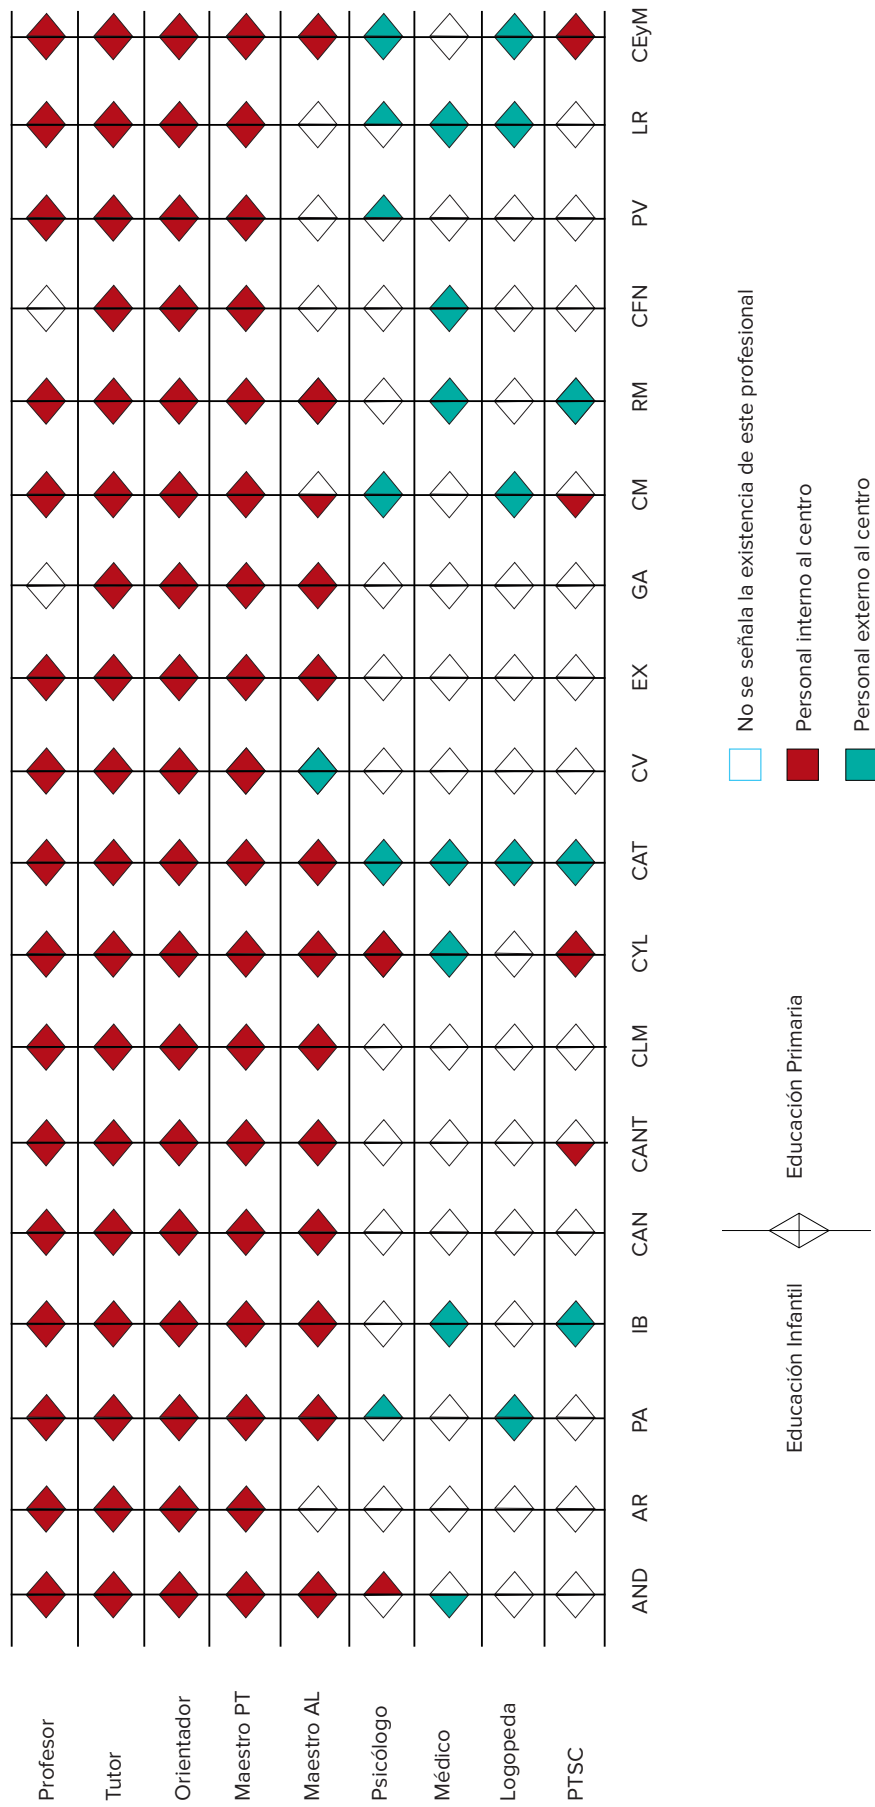 Profesor
Tutor
Orientador
Maestro PT
Maestro AL
Psicólogo
Médico
Logopeda
PTSC
AND
AR
PA
IB
CAN
CANT
CLM
CYL
CAT
CV
EX
GA
CM
RM
CFN
PV
LR
CEyM
Educación Infantil
Educación Primaria
No se señala la existencia de este profesional
Personal interno al centro
Personal externo al centro